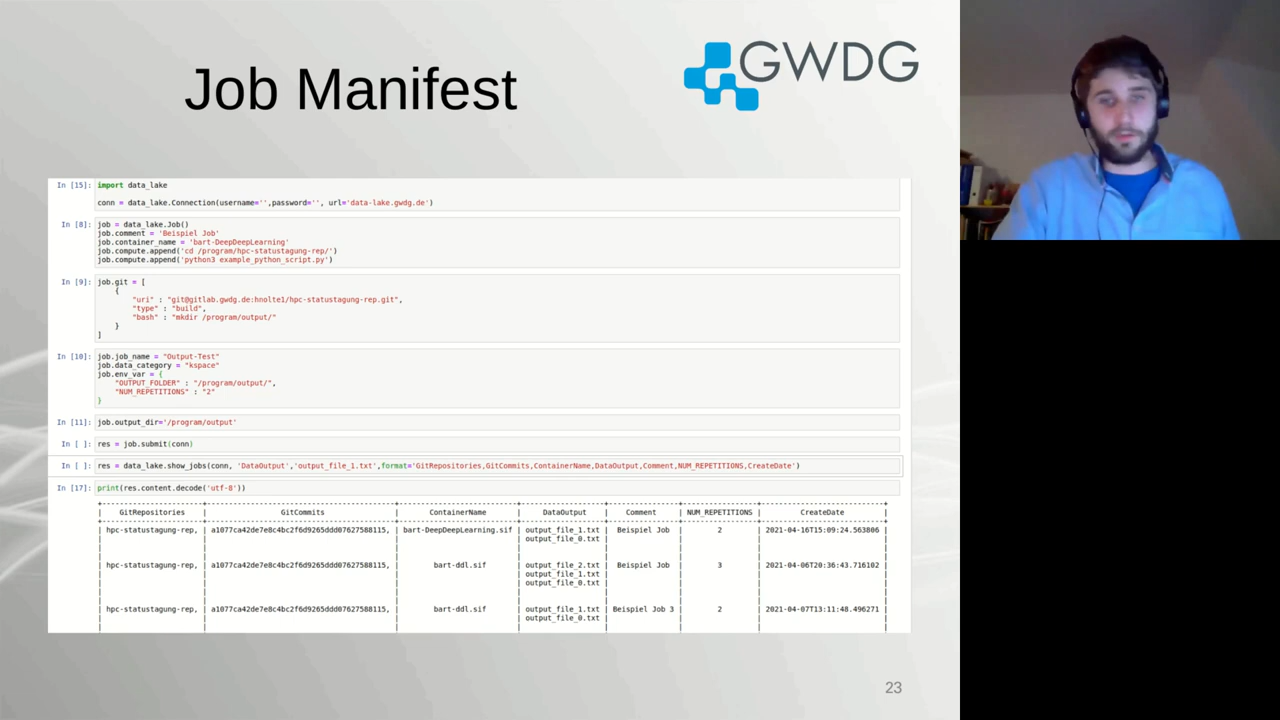 Job Manifest
GWDG
In [15]: import data_lake
conn = data_lake.Connection(username='',password='', url='data-lake.gwdg.de')
In [8]: job = data_lake.Job()
job.comment = 'Beispiel Job'
job.container_name = 'bart-DeepDeepLearning'
job.compute.append('cd /program/hpc-statustagung-rep/')
job.compute.append('python3 example_python_script.py')
In [9]: job.git = [
{
"uri" : "git@gitlab.gwdg.de:hnolte1/hpc-statustagung-rep.git",
"type" : "build",
"bash" : "mkdir /program/output/"
}
]
In [10]: job.job_name = "Output-Test"
job.data_category = "kspace"
job.env_var = {
"OUTPUT_FOLDER" : "/program/output/",
"NUM_REPETITIONS" : "2"
}
In [11]: job.output_dir='/program/output'
In [ ]: res = job.submit(conn)
In [ ]: res = data_lake.show_jobs(conn, 'DataOutput','output_file_1.txt',format='GitRepositories,GitCommits,ContainerName,DataOutput,Comment,NUM_REPETITIONS,CreateDate')
In [17]: print(res.content.decode('utf-8'))
GitRepositories | GitCommits | ContainerName | DataOutput | Comment | NUM_REPETITIONS | CreateDate
hpc-statustagung-rep, | a1077ca42de7e8c4bc2f6d9265ddd07627588115, | bart-DeepDeepLearning.sif | output_file_1.txt | Beispiel Job | 2 | 2021-04-16T15:09:24.563806
output_file_0.txt
hpc-statustagung-rep, | a1077ca42de7e8c4bc2f6d9265ddd07627588115, | bart-ddl.sif | output_file_2.txt | Beispiel Job | 3 | 2021-04-06T20:36:43.716102
output_file_1.txt
output_file_0.txt
hpc-statustagung-rep, | a1077ca42de7e8c4bc2f6d9265ddd07627588115, | bart-ddl.sif | output_file_1.txt | Beispiel Job 3 | 2 | 2021-04-07T13:11:48.496271
output_file_0.txt
23